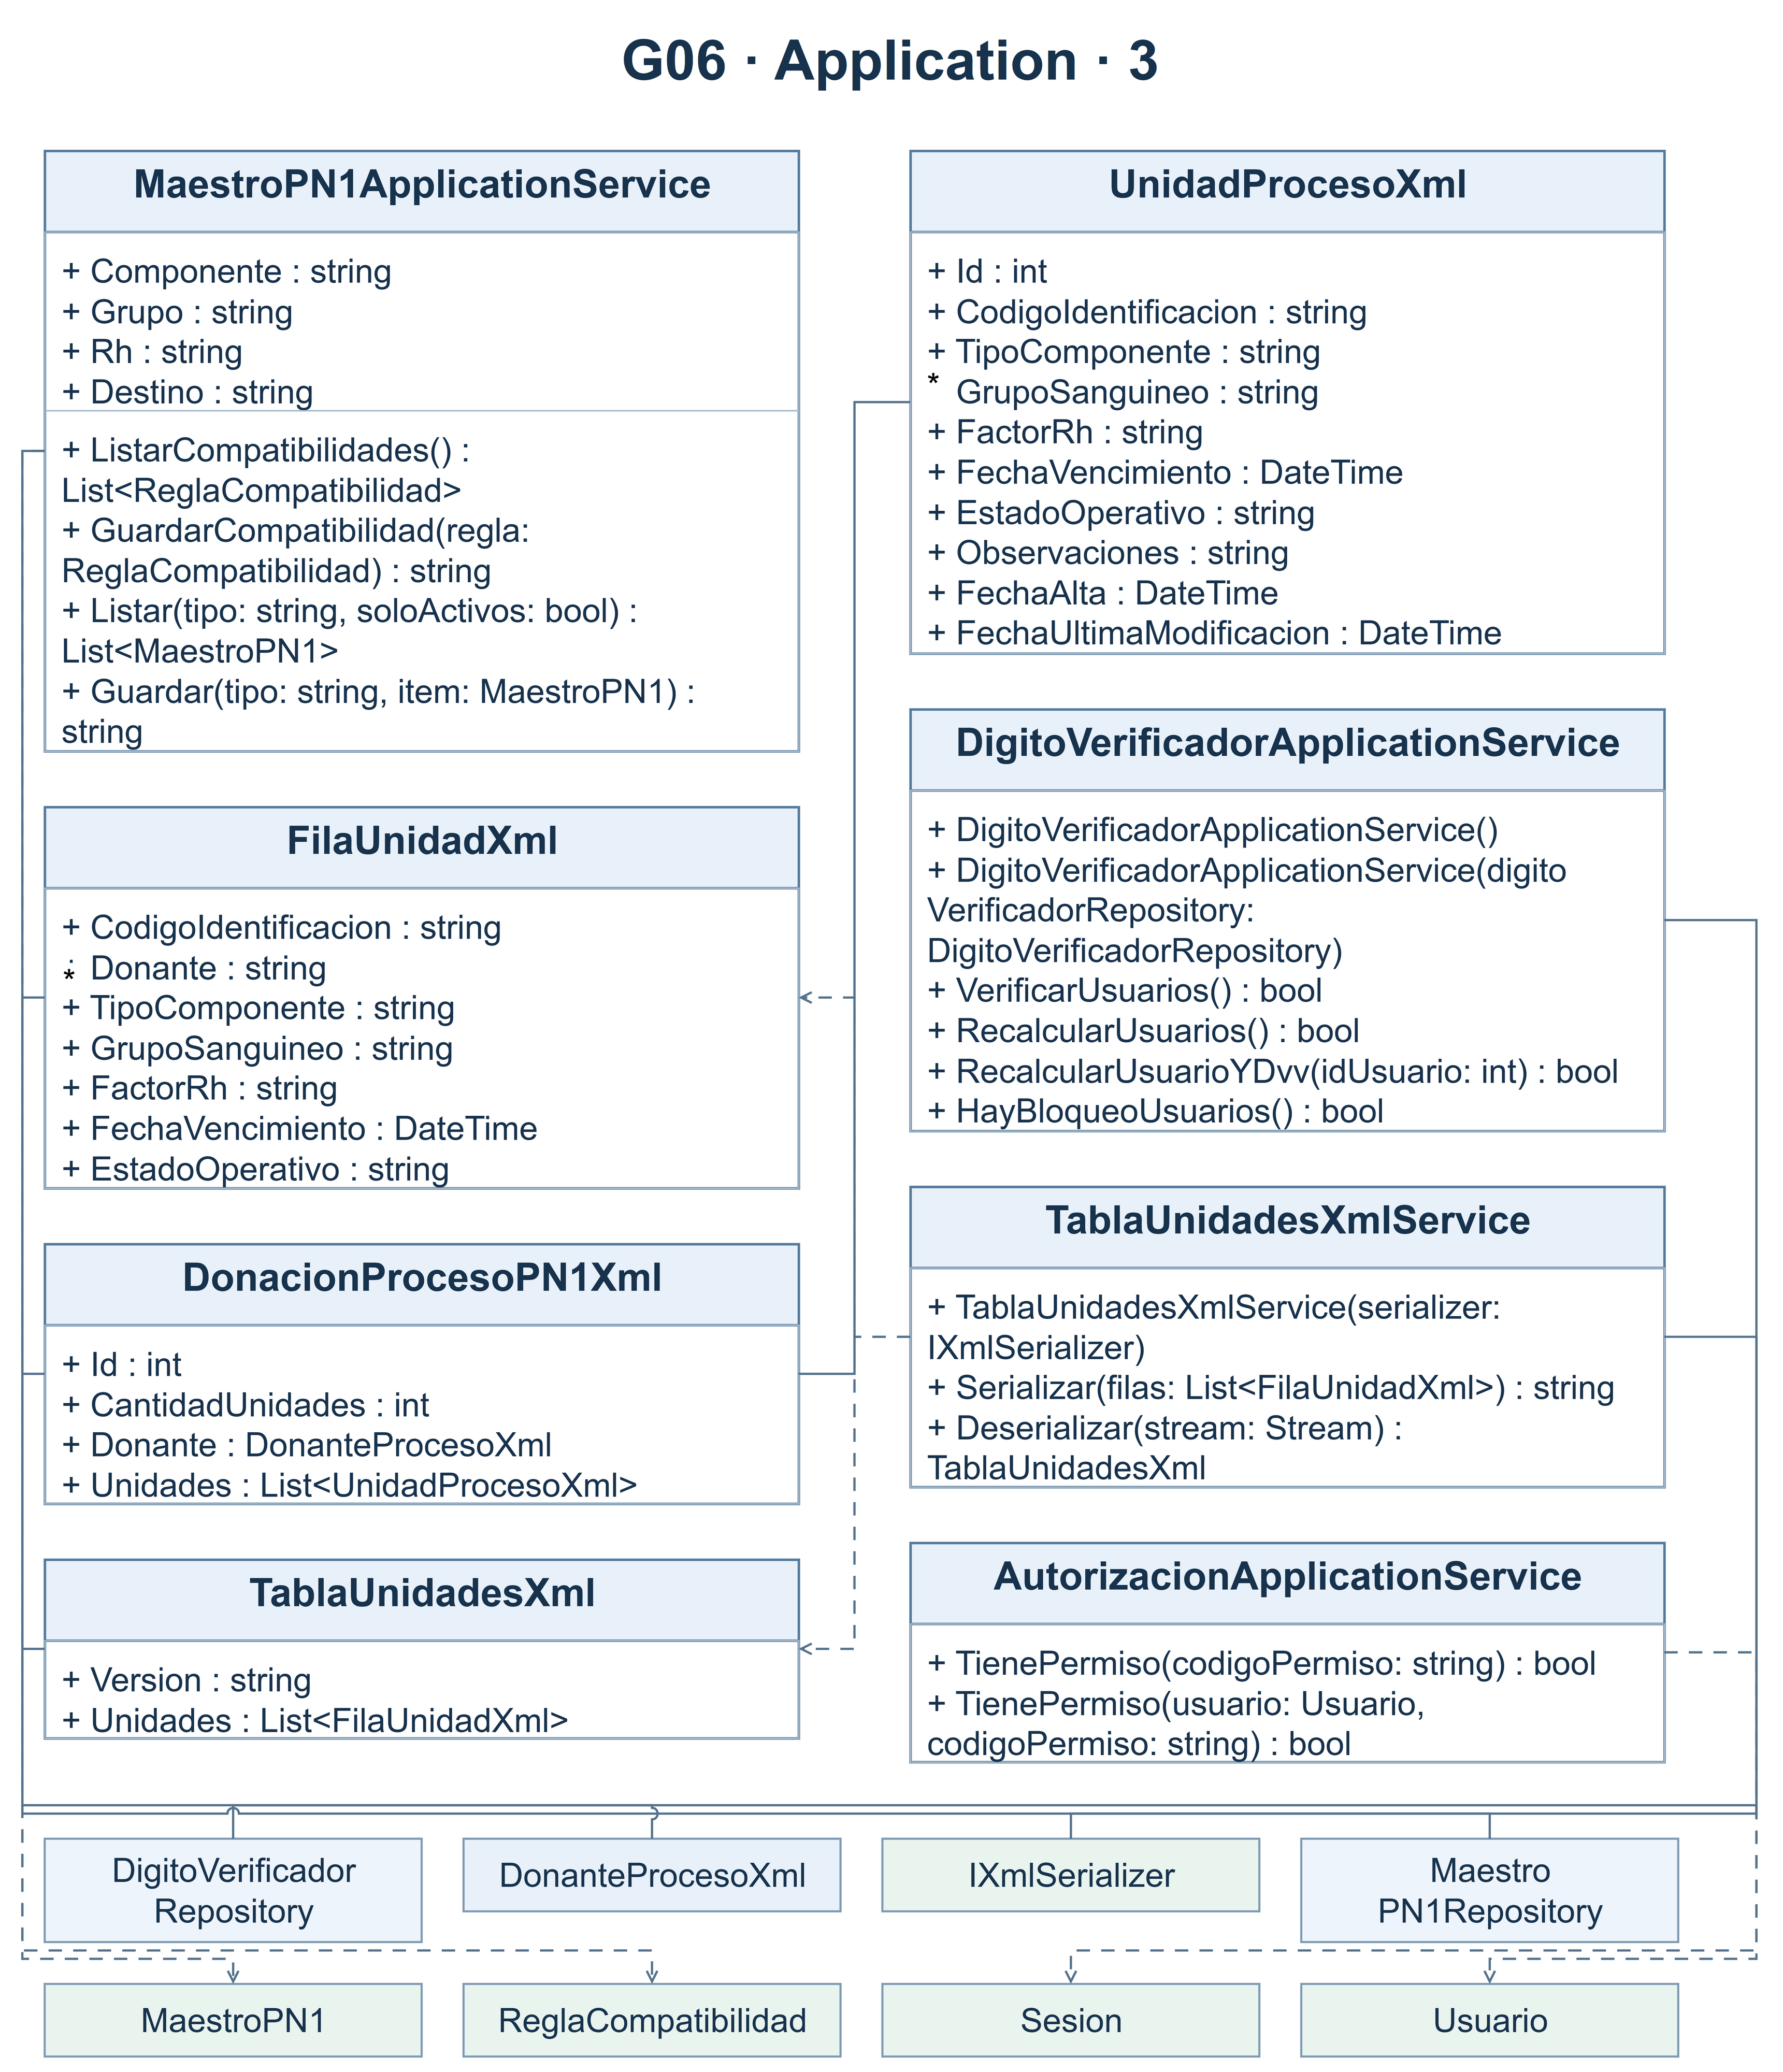 G06 · Application · 3
MaestroPN1ApplicationService
+ Componente : string
+ Grupo : string
+ Rh : string
+ Destino : string
+ ListarCompatibilidades() :
List<ReglaCompatibilidad>
+ GuardarCompatibilidad(regla:
ReglaCompatibilidad) : string
+ Listar(tipo: string, soloActivos: bool) :
List<MaestroPN1>
+ Guardar(tipo: string, item: MaestroPN1) :
string
FilaUnidadXml
+ CodigoIdentificacion : string
* Donante : string
+ TipoComponente : string
+ GrupoSanguineo : string
+ FactorRh : string
+ FechaVencimiento : DateTime
+ EstadoOperativo : string
DonacionProcesoPN1Xml
+ Id : int
+ CantidadUnidades : int
+ Donante : DonanteProcesoXml
+ Unidades : List<UnidadProcesoXml>
TablaUnidadesXml
+ Version : string
+ Unidades : List<FilaUnidadXml>
UnidadProcesoXml
+ Id : int
+ CodigoIdentificacion : string
+ TipoComponente : string
* GrupoSanguineo : string
+ FactorRh : string
+ FechaVencimiento : DateTime
+ EstadoOperativo : string
+ Observaciones : string
+ FechaAlta : DateTime
+ FechaUltimaModificacion : DateTime
DigitoVerificadorApplicationService
+ DigitoVerificadorApplicationService()
+ DigitoVerificadorApplicationService(digito
VerificadorRepository:
DigitoVerificadorRepository)
+ VerificarUsuarios() : bool
+ RecalcularUsuarios() : bool
+ RecalcularUsuarioYDvv(idUsuario: int) : bool
+ HayBloqueoUsuarios() : bool
TablaUnidadesXmlService
+ TablaUnidadesXmlService(serializer:
IXmlSerializer)
+ Serializar(filas: List<FilaUnidadXml>) : string
+ Deserializar(stream: Stream) :
TablaUnidadesXml
AutorizacionApplicationService
+ TienePermiso(codigoPermiso: string) : bool
+ TienePermiso(usuario: Usuario,
codigoPermiso: string) : bool
DigitoVerificador
Repository
DonanteProcesoXml
IXmlSerializer
Maestro
PN1Repository
MaestroPN1
ReglaCompatibilidad
Sesion
Usuario